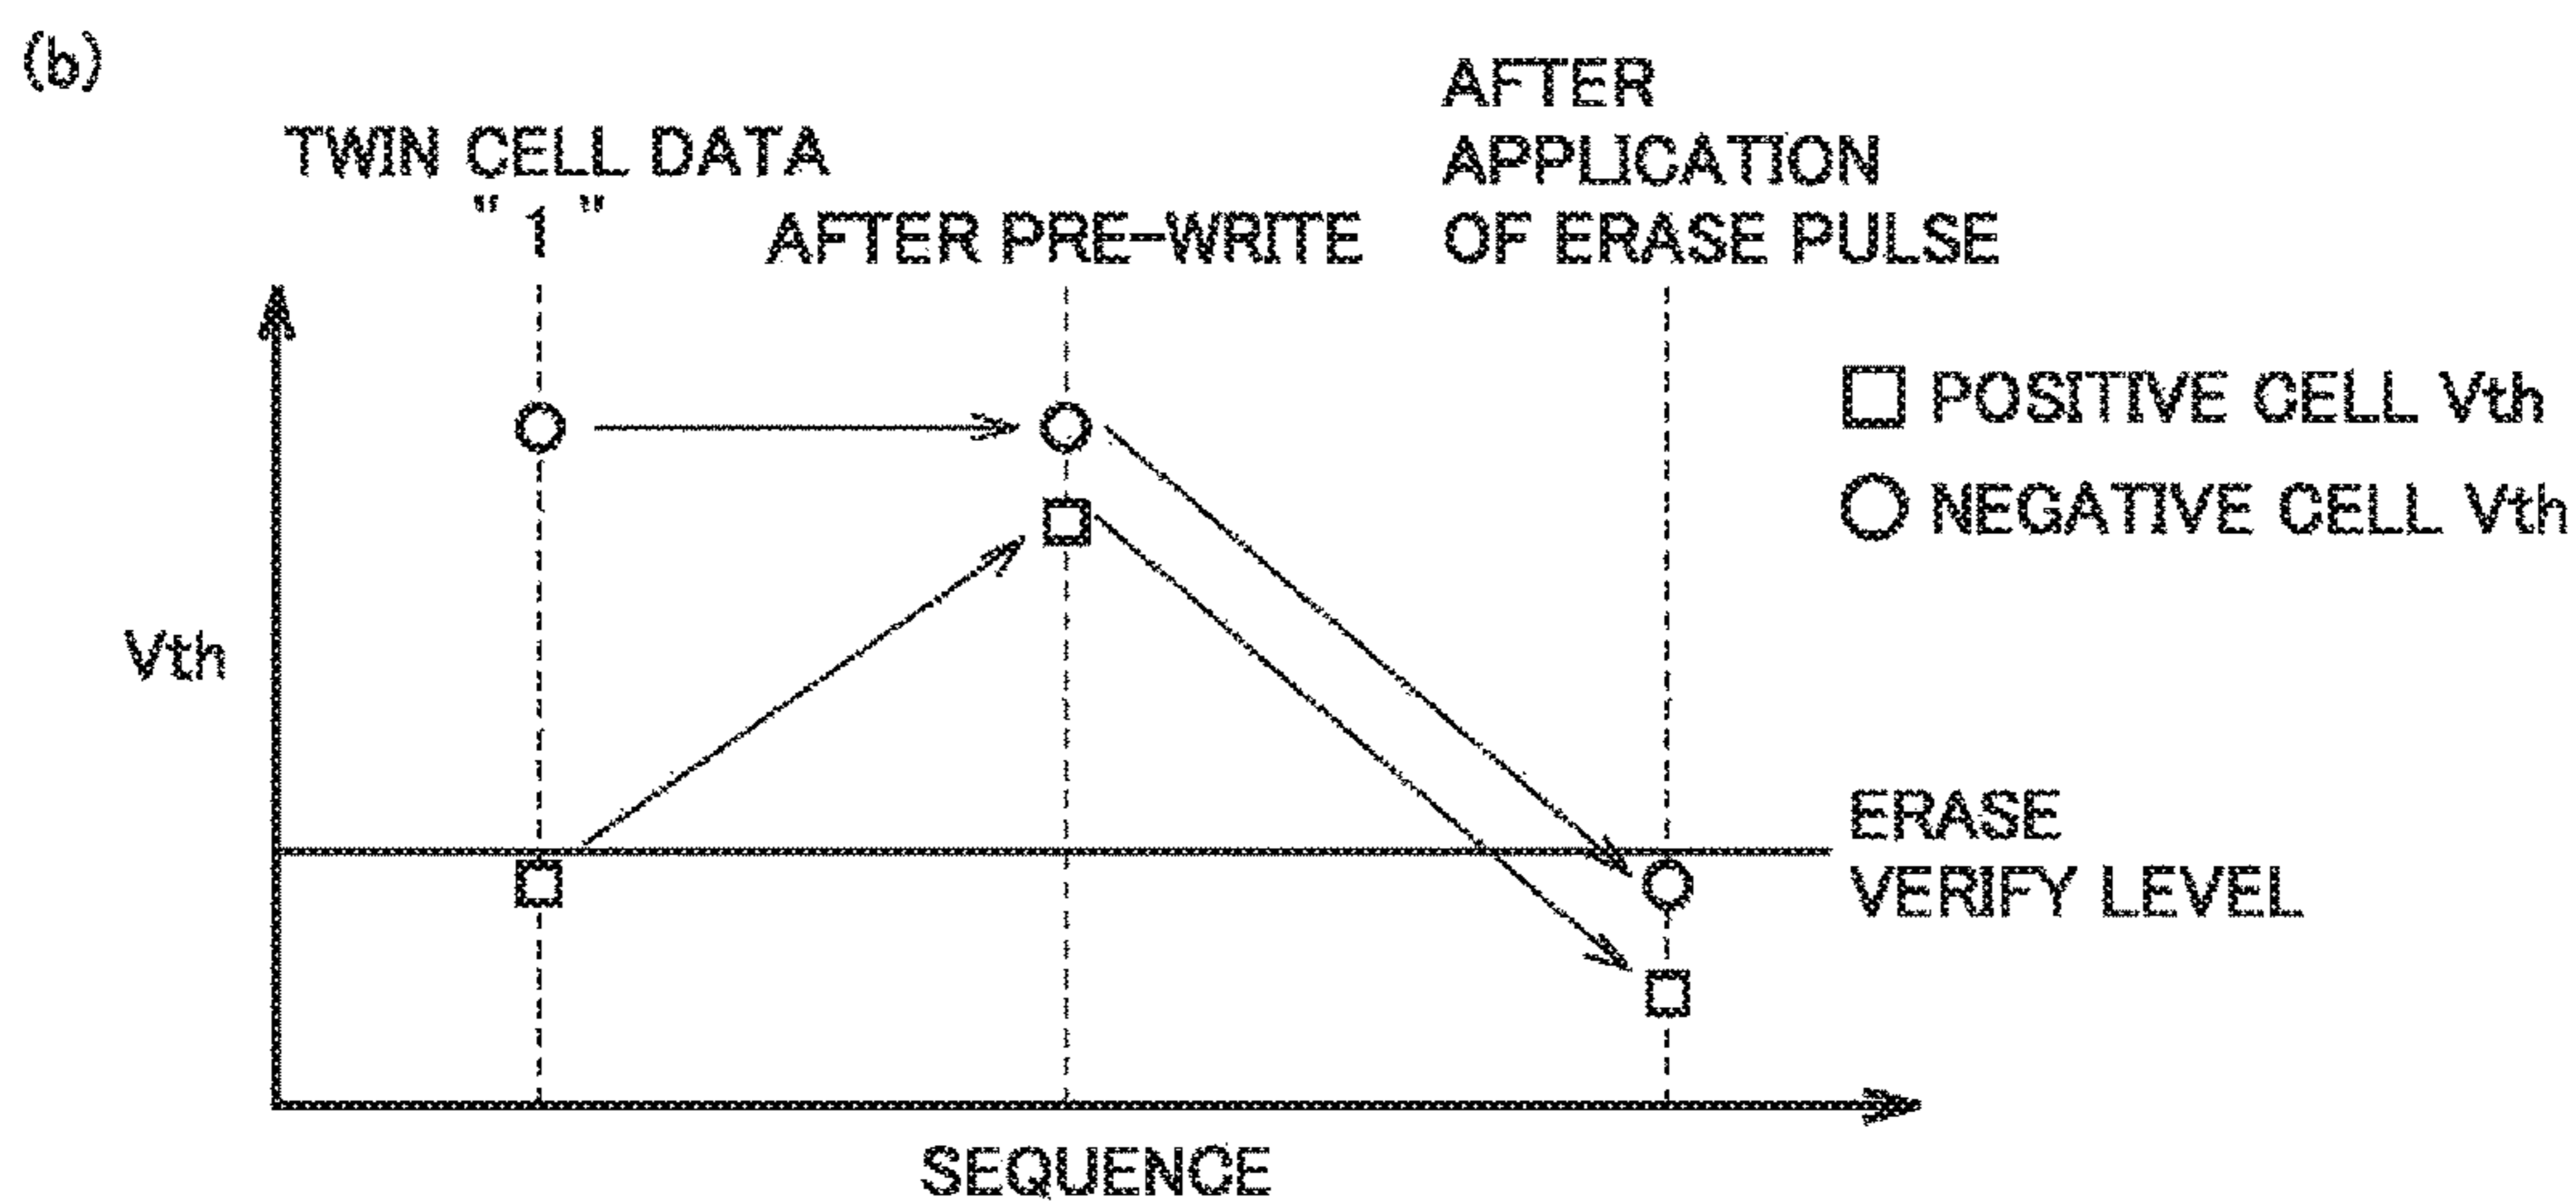 (b)
TWIN CELL DATA
" 1 "
AFTER PRE-WRITE
AFTER
APPLICATION
OF ERASE PULSE
POSITIVE CELL Vth
NEGATIVE CELL Vth
Vth
ERASE
VERIFY LEVEL
SEQUENCE